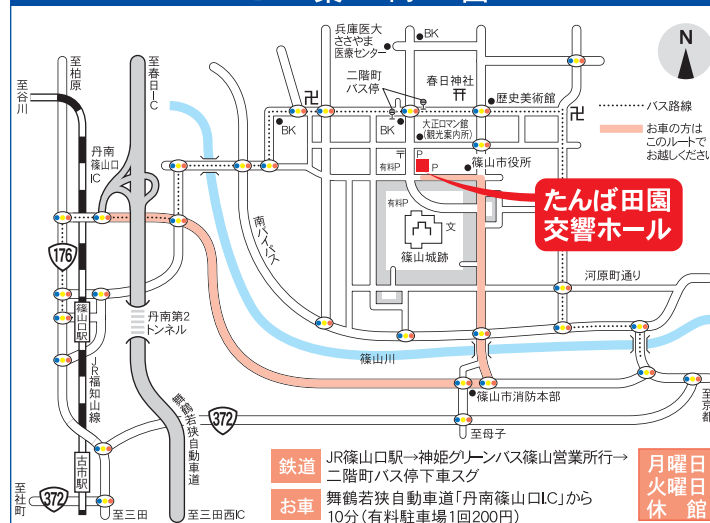 兵庫医大
ささやま
医療センター
BK
至柏原
至谷川
至春日IC
二階町
バス停
春日神社
N
卍
卍
歴史美術館
バス路線
お車の方は
このルートで
お越しくださ
BK
BK
大正ロマン館
(観光案内所)
丹南
篠山口
IC
〒
P
有料P
P
篠山市役所
たんば田園
交響ホール
有料P
文
篠山城跡
南バイパス
176
河原町通り
篠山口駅
丹南第2
トンネル
篠山川
JR福知山線
舞鶴若狭自動車道
篠山市消防本部
至京都
372
至母子
古市駅
至社町
372
至三田
至三田西IC
鉄道 JR篠山口駅→神姫グリーンバス篠山営業所行→
二階町バス停下車スグ
お車 舞鶴若狭自動車道「丹南篠山口I.C」から
10分(有料駐車場1回200円)
月曜日
火曜日
休館